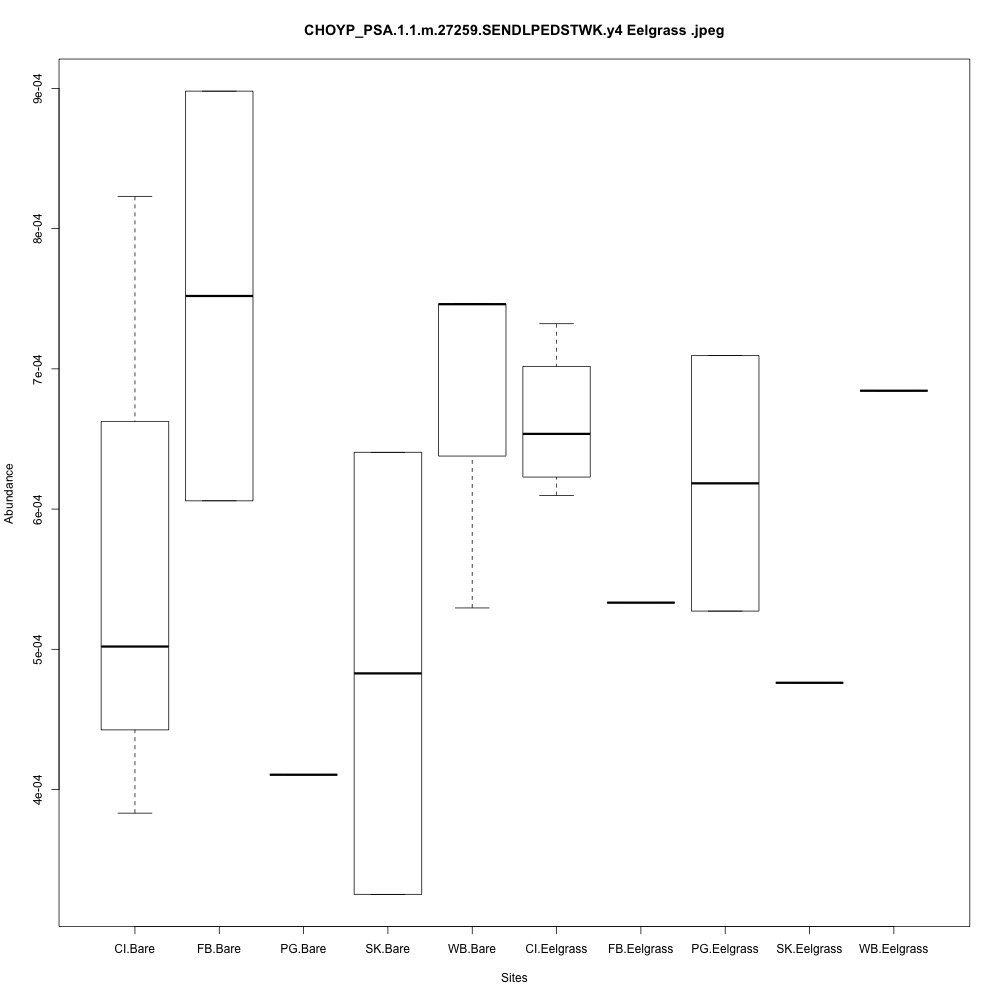 CHOYP_PSA.1.1.m.27259.SENDLPEDSTWK.y4 Eelgrass .jpeg
Abundance
9e-04
8e-04
7e-04
6e-04
5e-04
4e-04
CI.Bare FB.Bare PG.Bare SK.Bare WB.Bare CI.Eelgrass FB.Eelgrass PG.Eelgrass SK.Eelgrass WB.Eelgrass
Sites